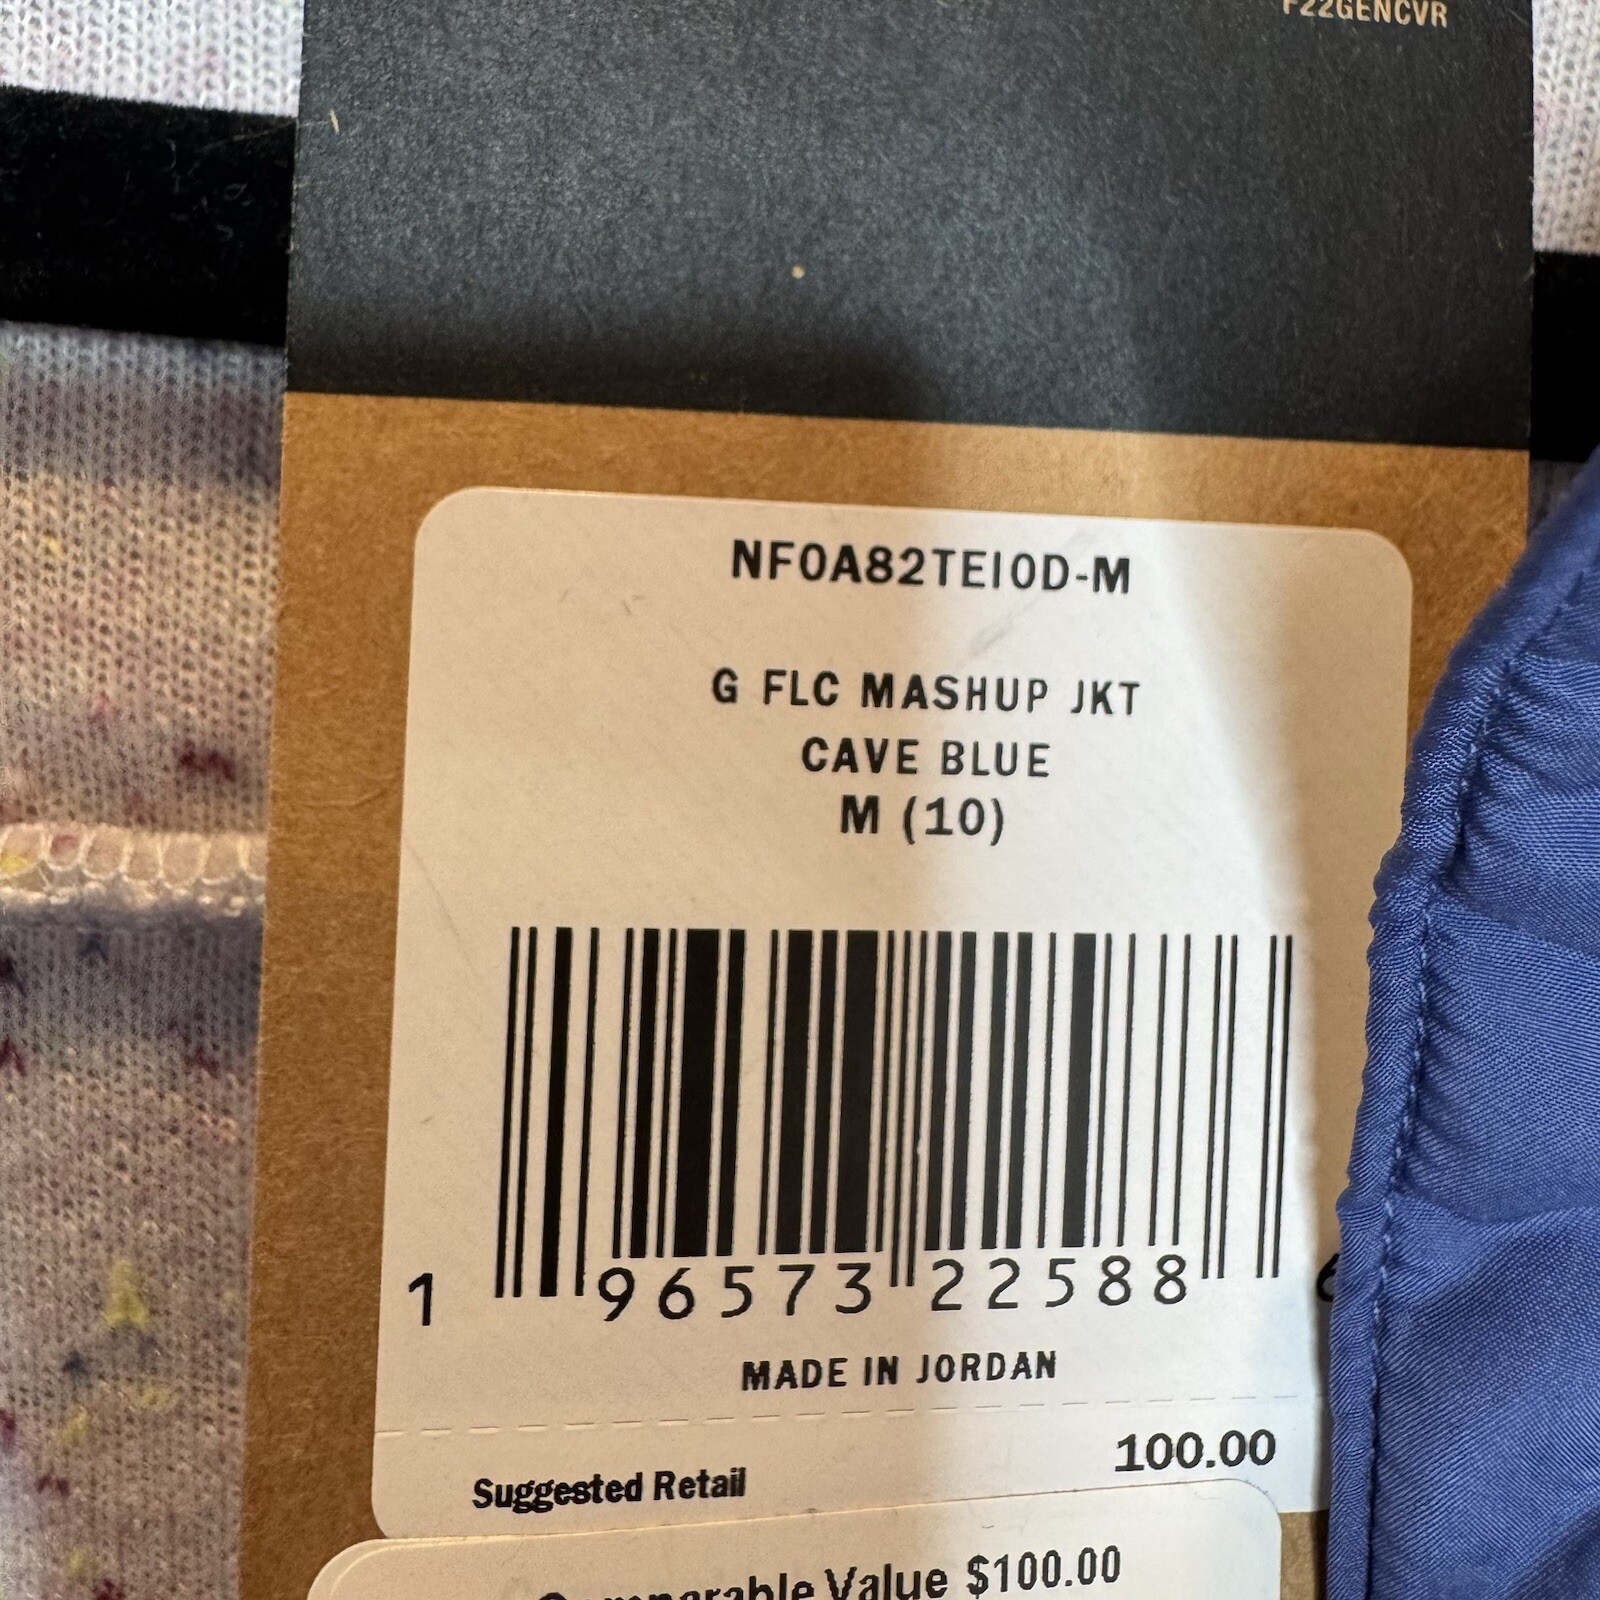 F22GENCVR
NF0A82TEI0D-M
G FLC MASHUP JKT
CAVE BLUE
M (10)
1 96573 22588
MADE IN JORDAN
100.00
Suggested Retail
Comparable Value $100.00